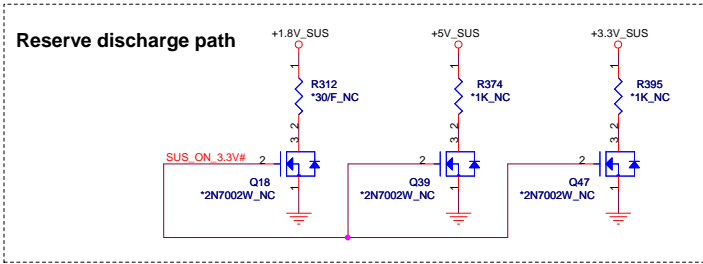 Reserve discharge path
+1.8V_SUS
+5V_SUS
+3.3V_SUS
1
1
1
R312
*30/F_NC
R374
*1K_NC
R395
*1K_NC
2
2
2
3
3
3
SUS_ON_3.3V#
2
2
2
Q18
*2N7002W_NC
1
Q39
*2N7002W_NC
1
Q47
*2N7002W_NC
1